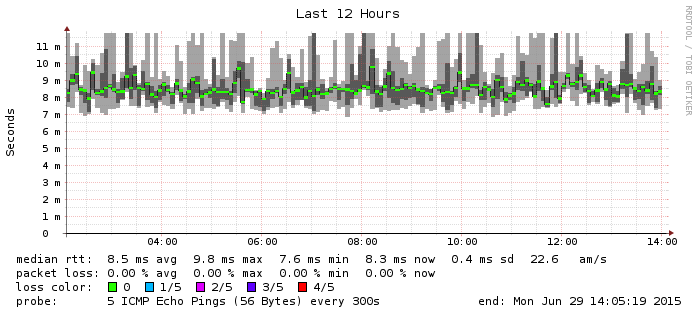 Last 12 Hours
RRDTOOL / TOBI OETIKER
Seconds
11 m
10 m
9 m
8 m
7 m
6 m
5 m
4 m
3 m
2 m
1 m
0
04:00 06:00 08:00 10:00 12:00 14:00
median rtt: 8.5 ms avg 9.8 ms max 7.6 ms min 8.3 ms now 0.4 ms sd 22.6 am/s
packet loss: 0.00 % avg 0.00 % max 0.00 % min 0.00 % now
loss color: 0 1/5 2/5 3/5 4/5
probe: 5 ICMP Echo Pings (56 Bytes) every 300s end: Mon Jun 29 14:05:19 2015